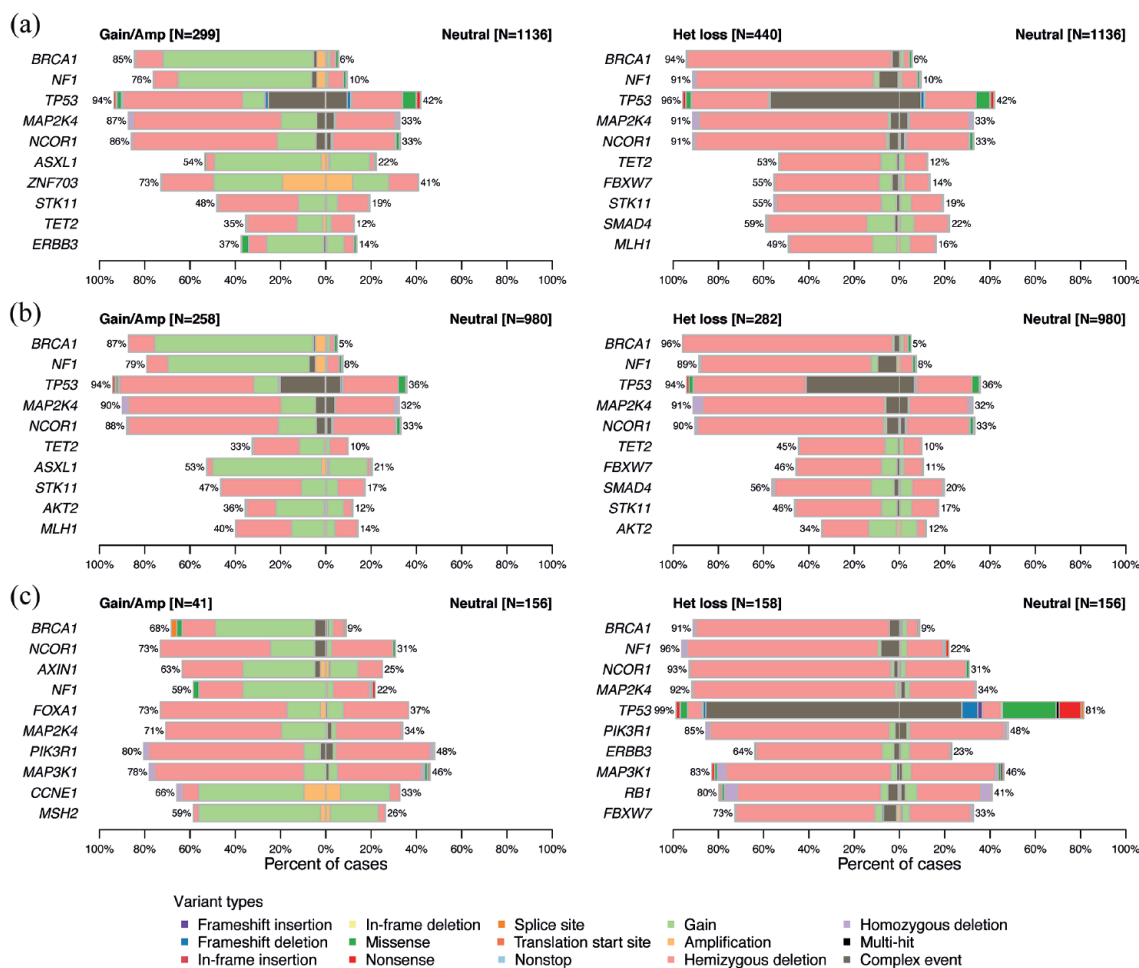 (a)
Gain/Amp [N=299] Neutral [N=1136]
BRCA1 85% 6%
NF1 76% 10%
TP53 94% 42%
MAP2K4 87% 33%
NCOR1 86% 33%
ASXL1 54% 22%
ZNF703 73% 41%
STK11 48% 19%
TET2 35% 12%
ERBB3 37% 14%
100% 80% 60% 40% 20% 0% 20% 40% 60% 80% 100%
Het loss [N=440] Neutral [N=1136]
BRCA1 94% 6%
NF1 91% 10%
TP53 96% 42%
MAP2K4 91% 33%
NCOR1 91% 33%
TET2 53% 12%
FBXW7 55% 14%
STK11 55% 19%
SMAD4 59% 22%
MLH1 49% 16%
100% 80% 60% 40% 20% 0% 20% 40% 60% 80% 100%
(b)
Gain/Amp [N=258] Neutral [N=980]
BRCA1 87% 5%
NF1 79% 8%
TP53 94% 36%
MAP2K4 90% 32%
NCOR1 88% 33%
TET2 33% 10%
ASXL1 53% 21%
STK11 47% 17%
AKT2 36% 12%
MLH1 40% 14%
100% 80% 60% 40% 20% 0% 20% 40% 60% 80% 100%
Het loss [N=282] Neutral [N=980]
BRCA1 96% 5%
NF1 89% 8%
TP53 94% 36%
MAP2K4 91% 32%
NCOR1 90% 33%
TET2 45% 10%
FBXW7 46% 11%
SMAD4 56% 20%
STK11 46% 17%
AKT2 34% 12%
100% 80% 60% 40% 20% 0% 20% 40% 60% 80% 100%
(c)
Gain/Amp [N=41] Neutral [N=156]
BRCA1 68% 9%
NCOR1 73% 31%
AXIN1 63% 25%
NF1 59% 22%
FOXA1 73% 37%
MAP2K4 71% 34%
PIK3R1 80% 48%
MAP3K1 78% 46%
CCNE1 66% 33%
MSH2 59% 26%
100% 80% 60% 40% 20% 0% 20% 40% 60% 80% 100%
Percent of cases
Het loss [N=158] Neutral [N=156]
BRCA1 91% 9%
NF1 96% 22%
NCOR1 93% 31%
MAP2K4 92% 34%
TP53 99% 81%
PIK3R1 85% 48%
ERBB3 64% 23%
MAP3K1 83% 46%
RB1 80% 41%
FBXW7 73% 33%
100% 80% 60% 40% 20% 0% 20% 40% 60% 80% 100%
Percent of cases
Variant types
Frameshift insertion In-frame deletion Splice site Gain Homozygous deletion
Frameshift deletion Missense Translation start site Amplification Multi-hit
In-frame insertion Nonsense Nonstop Hemizygous deletion Complex event